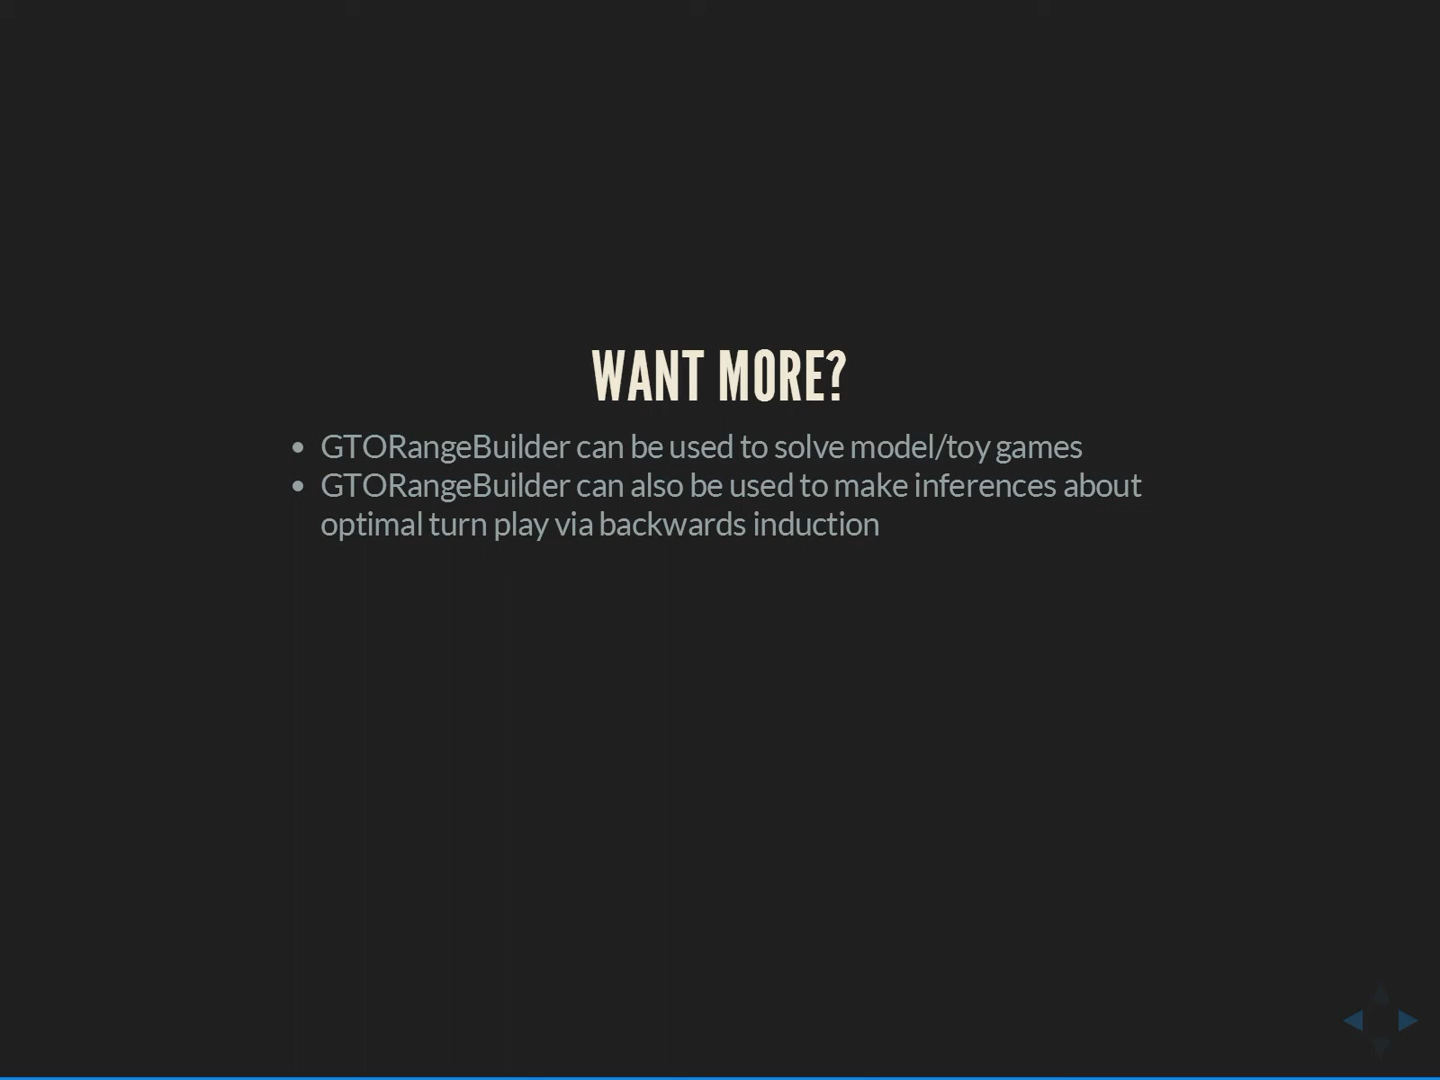 WANT MORE?
• GTORangeBuilder can be used to solve model/toy games
• GTORangeBuilder can also be used to make inferences about
optimal turn play via backwards induction